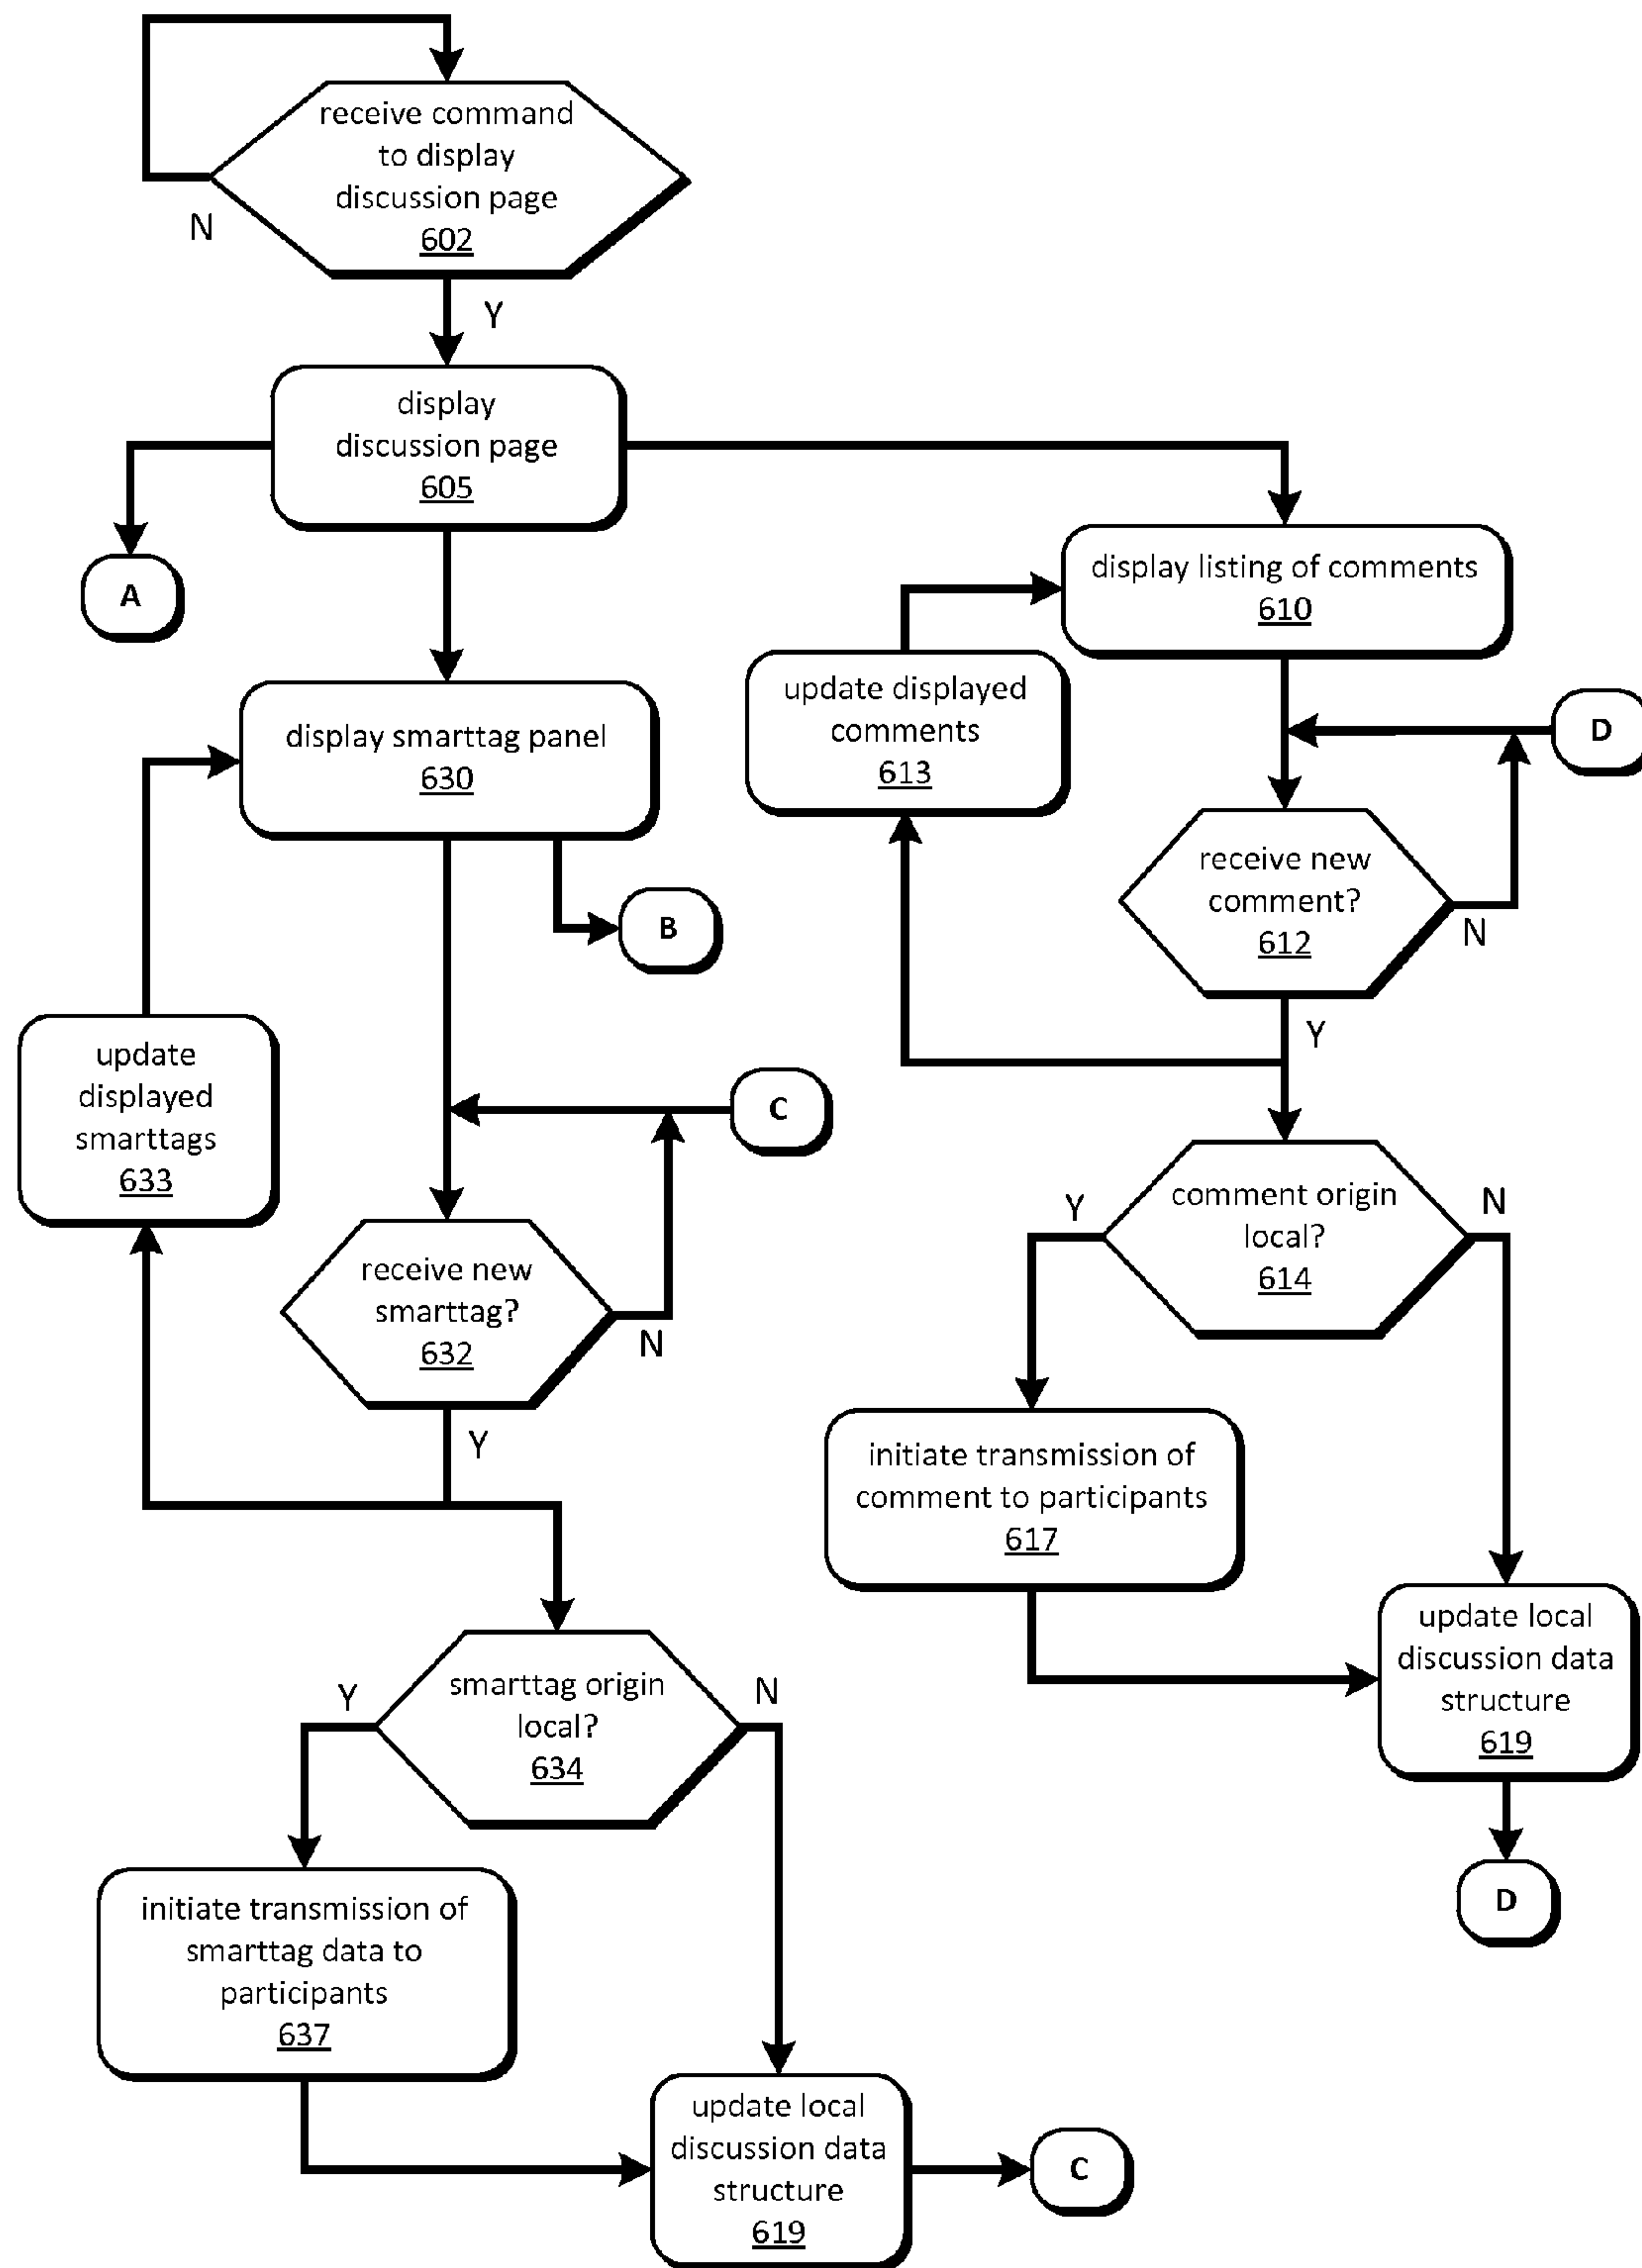 receive command
to display
discussion page
602
N
Y
display
discussion page
605
A
display listing of comments
610
update displayed
comments
613
D
display smarttag panel
630
receive new
comment?
612
N
B
Y
update
displayed
smarttags
633
C
comment origin
local?
614
Y
N
receive new
smarttag?
632
N
Y
initiate transmission of
comment to participants
617
update local
discussion data
structure
619
smarttag origin
local?
634
Y
N
D
initiate transmission of
smarttag data to
participants
637
update local
discussion data
structure
619
C